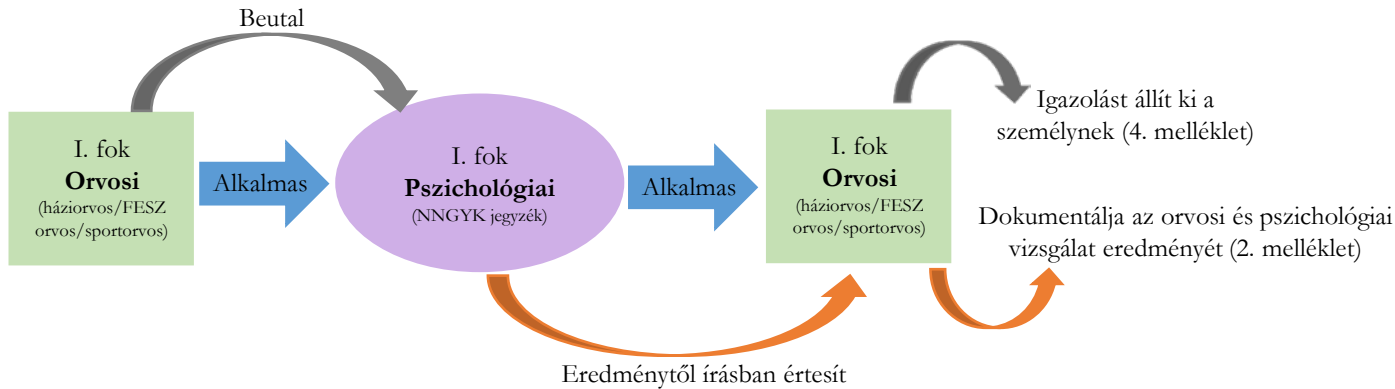 Beutal
I. fok
Orvosi
(háziorvos/FESZ
orvos/sportorvos)
Alkalmas
I. fok
Pszichológiai
(NNGYK jegyzék)
Alkalmas
I. fok
Orvosi
(háziorvos/FESZ
orvos/sportorvos)
Igazolást állít ki a
személynek (4. melléklet)
Dokumentálja az orvosi és pszichológiai
vizsgálat eredményét (2. melléklet)
Eredménytől írásban értesít